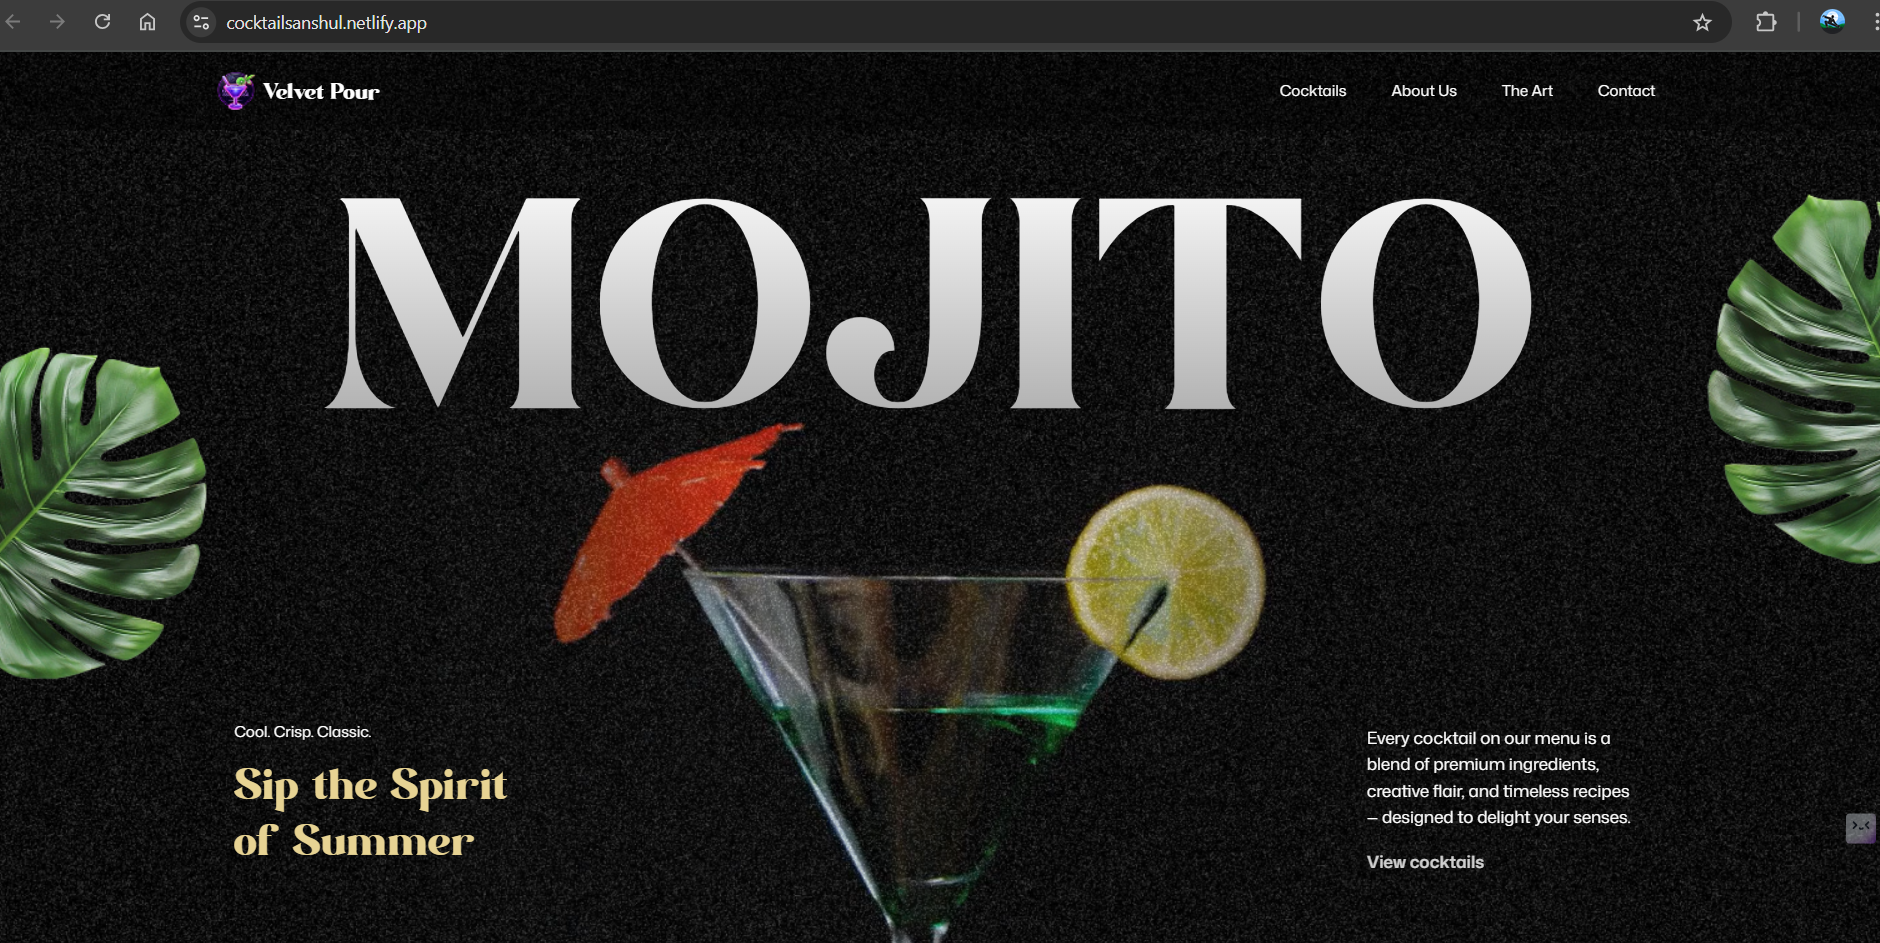 cocktailsanshul.netlify.app
Velvet Pour
Cocktails
About Us
The Art
Contact
MOJITO
Cool. Crisp. Classic.
Sip the Spirit
of Summer
Every cocktail on our menu is a
blend of premium ingredients,
creative flair, and timeless recipes
– designed to delight your senses.
View cocktails